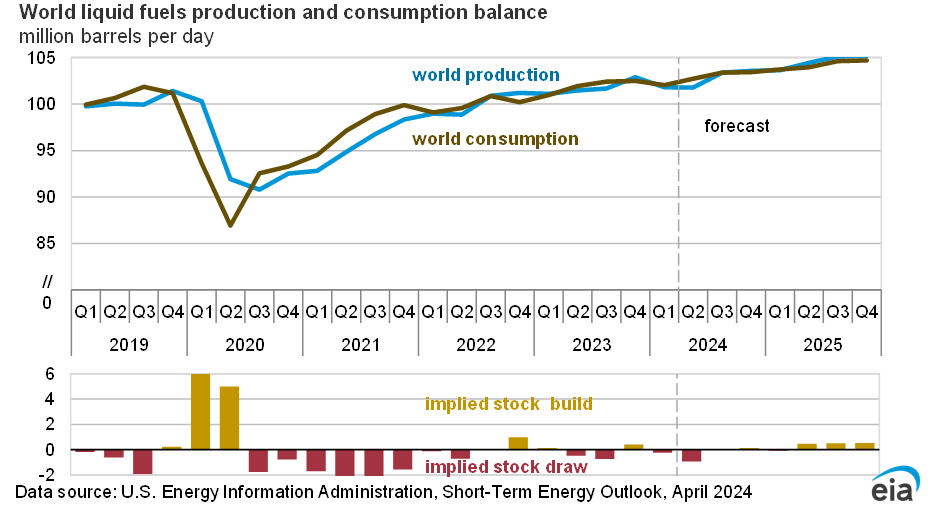 World liquid fuels production and consumption balance
million barrels per day
105
world production
100
world consumption
forecast
95
90
85
//
0
Q1 Q2 Q3 Q4 Q1 Q2 Q3 Q4 Q1 Q2 Q3 Q4 Q1 Q2 Q3 Q4 Q1 Q2 Q3 Q4 Q1 Q2 Q3 Q4 Q1 Q2 Q3 Q4
2019 2020 2021 2022 2023 2024 2025
6
implied stock build
4
2
0
implied stock draw
-2
Data source: U.S. Energy Information Administration, Short-Term Energy Outlook, April 2024
eia